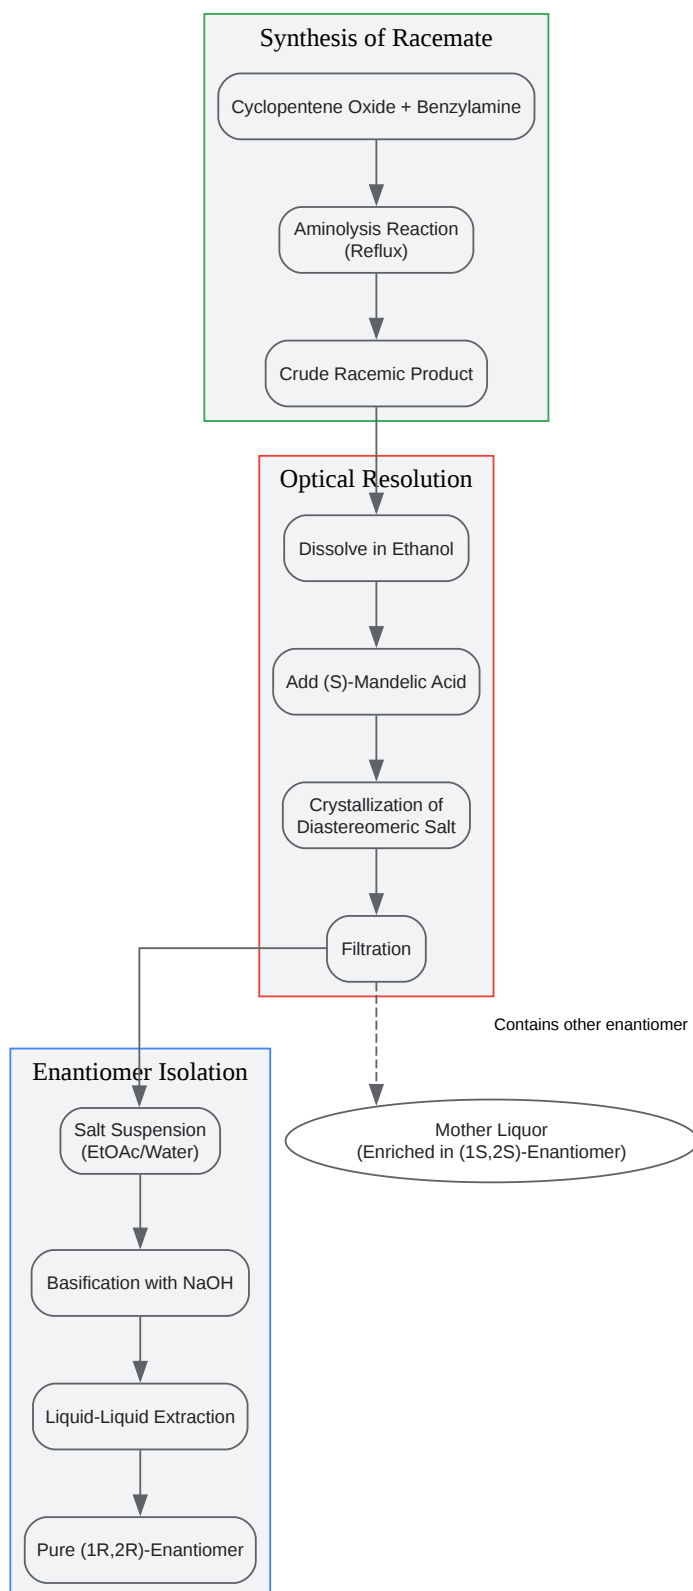 Synthesis of Racemate
Cyclopentene Oxide + Benzylamine
Aminolysis Reaction
(Reflux)
Crude Racemic Product
Optical Resolution
Dissolve in Ethanol
Add (S)-Mandelic Acid
Crystallization of
Diastereomeric Salt
Filtration
Contains other enantiomer
Enantiomer Isolation
Salt Suspension
(EtOAc/Water)
Mother Liquor
(Enriched in (1S,2S)-Enantiomer)
Basification with NaOH
Liquid-Liquid Extraction
Pure (1R,2R)-Enantiomer